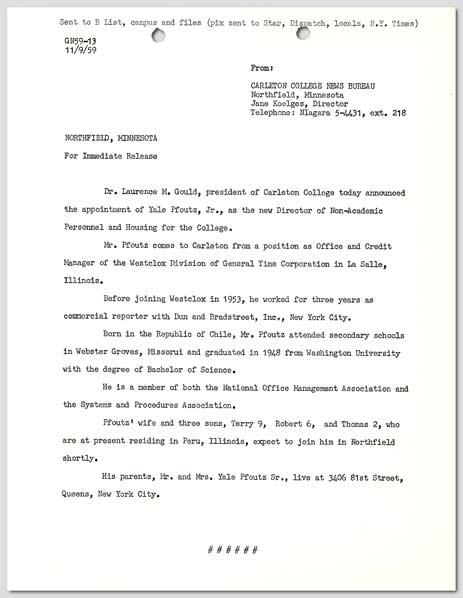 Sent to B List, campus and files (pix sent to Star, Dispatch, locals, N.Y. Times)
GN59-13
11/9/59
From:
CARLETON COLLEGE NEWS BUREAU
Northfield, Minnesota
Jane Koelges, Director
Telephone: NIagara 5-4431, ext. 218
NORTHFIELD, MINNESOTA
For Immediate Release
Dr. Laurence M. Gould, president of Carleton College today announced
the appointment of Yale Pfoutz, Jr., as the new Director of Non-Academic
Personnel and Housing for the College.
Mr. Pfoutz comes to Carleton from a position as Office and Credit
Manager of the Westclox Division of General Time Corporation in La Salle,
Illinois.
Before joining Westclox in 1953, he worked for three years as
commercial reporter with Dun and Bradstreet, Inc., New York City.
Born in the Republic of Chile, Mr. Pfoutz attended secondary schools
in Webster Groves, Missorui and graduated in 1948 from Washington University
with the degree of Bachelor of Science.
He is a member of both the National Office Management Association and
the Systems and Procedures Association.
Pfoutz' wife and three sons, Terry 9, Robert 6, and Thomas 2, who
are at present residing in Peru, Illinois, expect to join him in Northfield
shortly.
His parents, Mr. and Mrs. Yale Pfoutz Sr., live at 3406 81st Street,
Queens, New York City.
# # # # # #